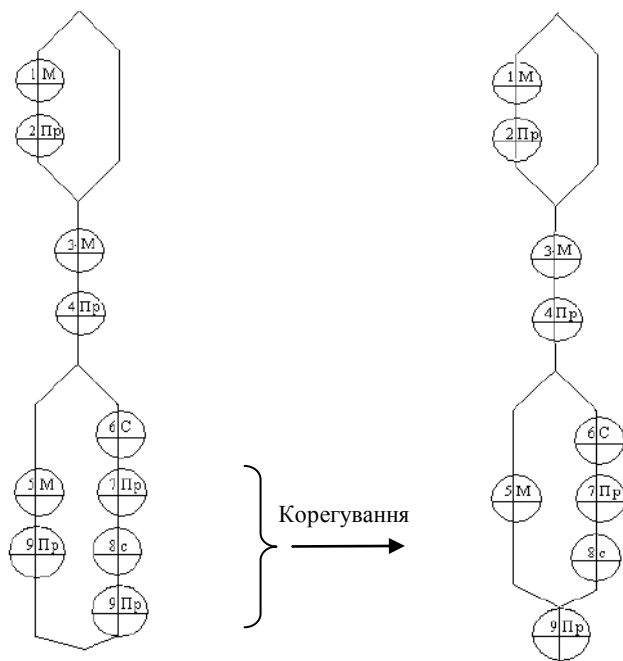 1 М
2 Пр
3 М
4 Пр
6 С
5 М
7 Пр
9 Пр
8 с
9 Пр
Корегування
1 М
2 Пр
3 М
4 Пр
6 С
5 М
7 Пр
8 с
9 Пр